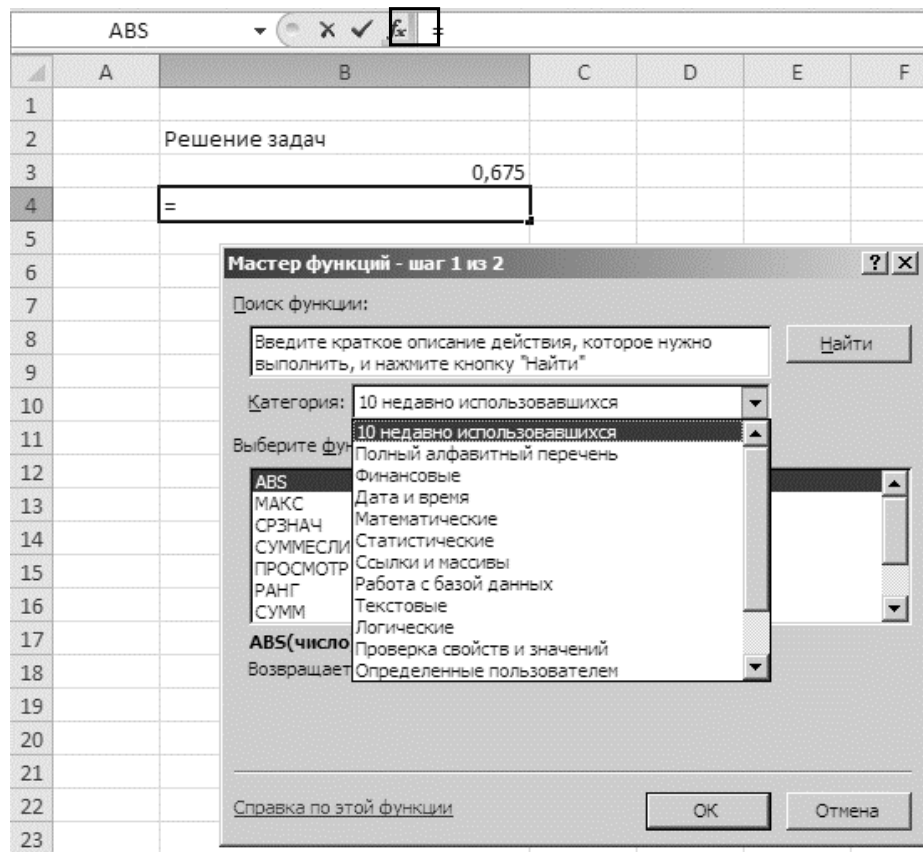 ABS fx =
A B C D E F
1
2 Решение задач
3 0,675
4 =
5
6 Мастер функций - шаг 1 из 2 ? X
7 Поиск функции:
8 Введите краткое описание действия, которое нужно Найти
9 выполнить, и нажмите кнопку "Найти"
10 Категория: 10 недавно использовавшихся
11 Выберите фун 10 недавно использовавшихся
Полный алфавитный перечень
12 ABS Финансовые
13 МАКС Дата и время
СРЗНАЧ Математические
14 СУММЕСЛИ Статистические
15 ПРОСМОТР Ссылки и массивы
РАНГ Работа с базой данных
16 СУММ Текстовые
17 ABS(число Логические
Проверка свойств и значений
18 Возвращает Определенные пользователем
19
20
21
22 Справка по этой функции ОК Отмена
23